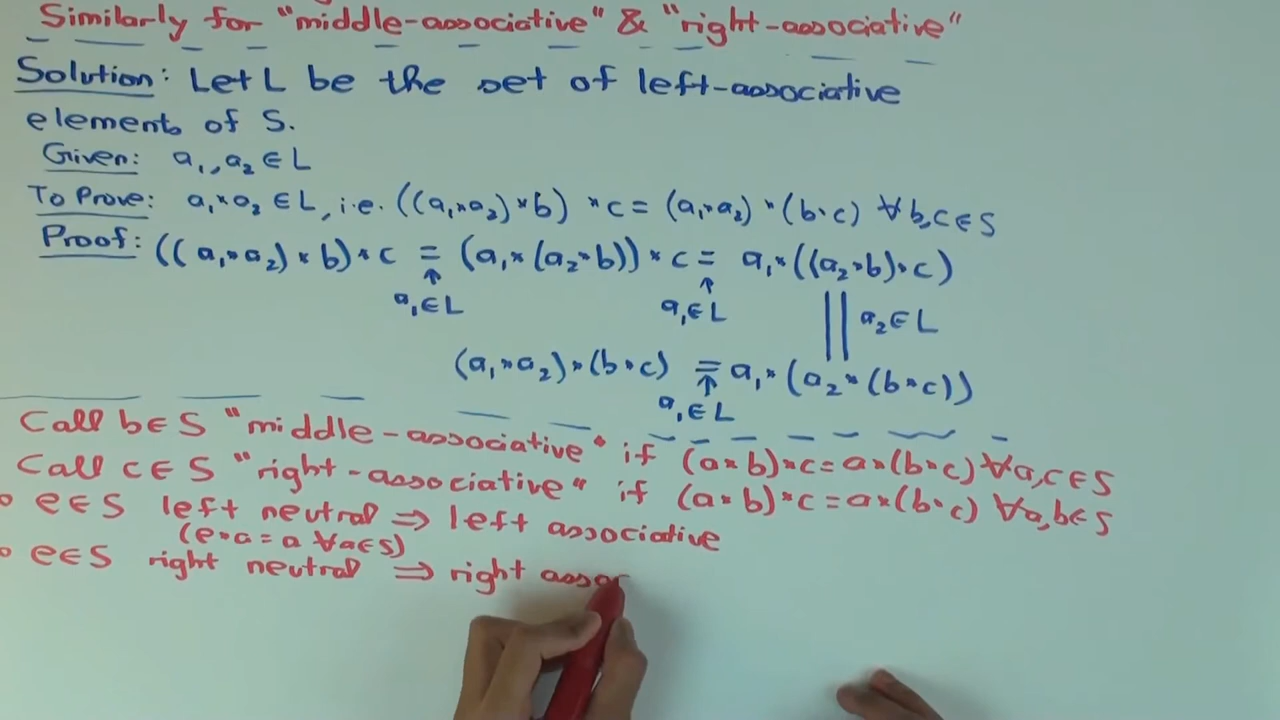 Similarly for "middle-associative" & "right-associative"
Solution: Let L be the set of left-associative
elements of S.
Given: a₁, a₂ ∈ L
To Prove: a₁*a₂ ∈ L, i.e. ((a₁*a₂)*b)*c = (a₁*a₂)*(b*c) ∀b,c∈S
Proof: ((a₁*a₂)*b)*c = (a₁*(a₂*b))*c = a₁*((a₂*b)*c)
↑ ↑
a₁∈L a₁∈L || a₂∈L
(a₁*a₂)*(b*c) = a₁*(a₂*(b*c))
↑
a₁∈L
Call b∈S "middle-associative" if (a*b)*c=a*(b*c) ∀a,c∈S
Call c∈S "right-associative" if (a*b)*c=a*(b*c) ∀a,b∈S
o e∈S left neutral ⇒ left associative
(e*a=a ∀a∈S)
o e∈S right neutral ⇒ right asso